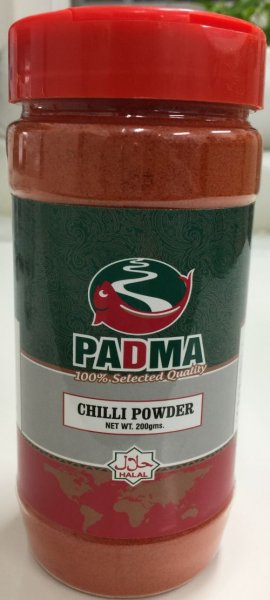 PADMA
100% Selected Quality
CHILLI POWDER
NET WT. 200gms.
حلال
HALAL